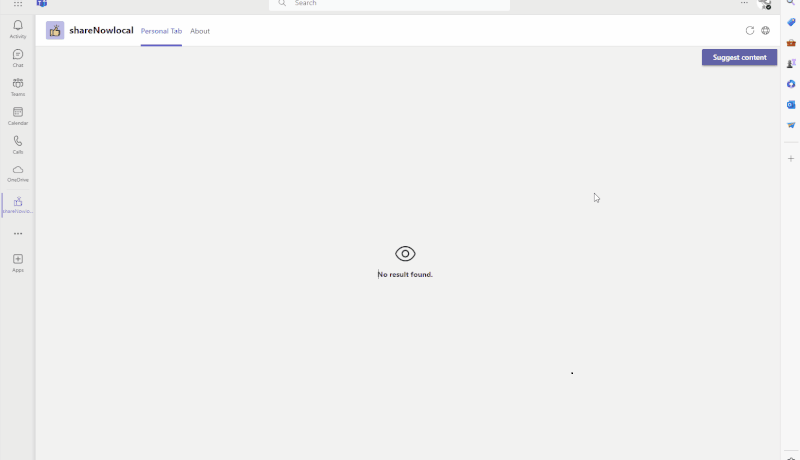 Search
shareNowlocal
Personal Tab
About
Suggest content
Activity
Chat
Teams
Calendar
Calls
OneDrive
shareNowlo...
Apps
No result found.